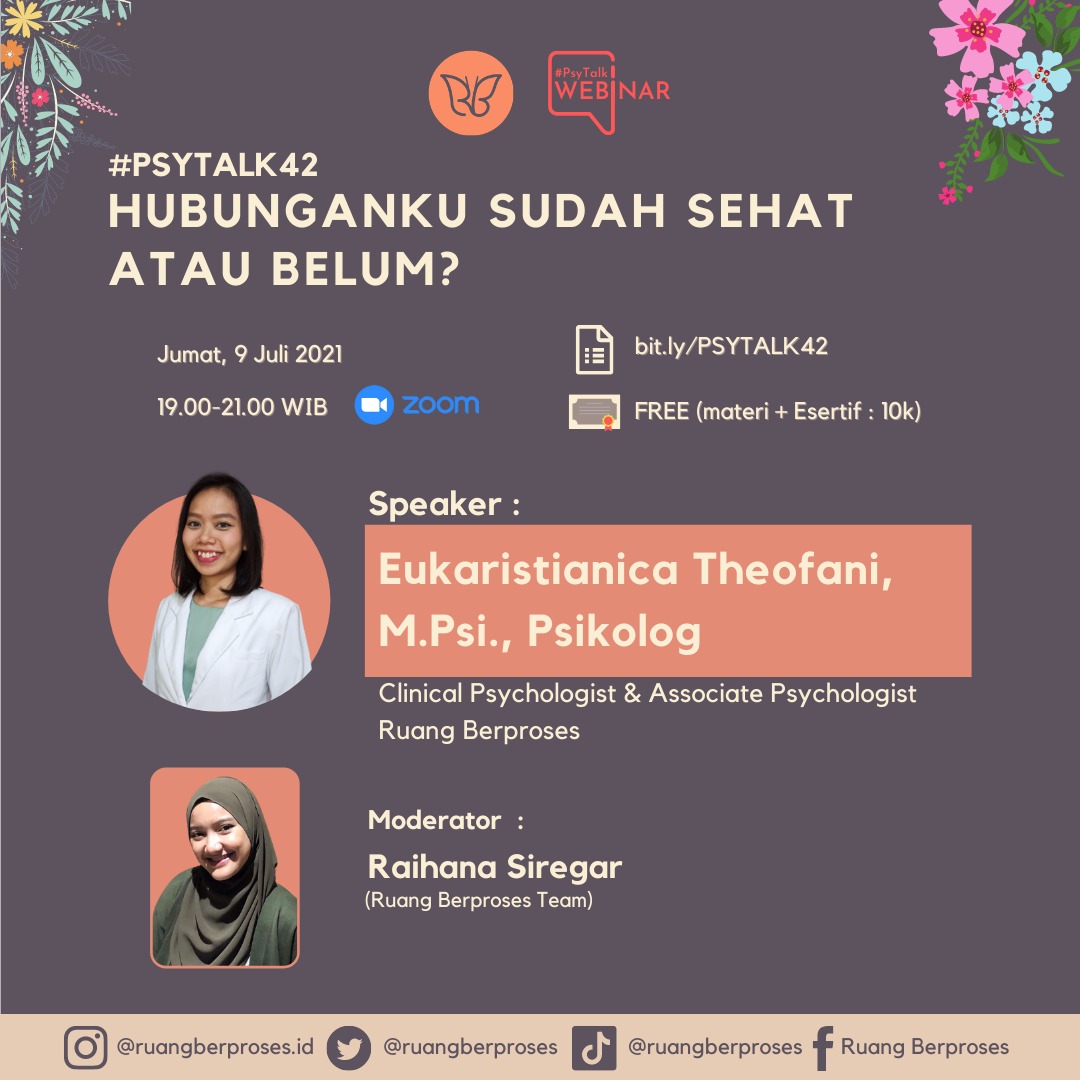 #PsyTalk
WEBINAR
#PSYTALK42
HUBUNGANKU SUDAH SEHAT
ATAU BELUM?
Jumat, 9 Juli 2021
19.00-21.00 WIB
zoom
bit.ly/PSYTALK42
FREE (materi + Esertif : 10k)
Speaker :
Eukaristianica Theofani,
M.Psi., Psikolog
Clinical Psychologist & Associate Psychologist
Ruang Berproses
Moderator :
Raihana Siregar
(Ruang Berproses Team)
@ruangberproses.id
@ruangberproses
@ruangberproses
Ruang Berproses